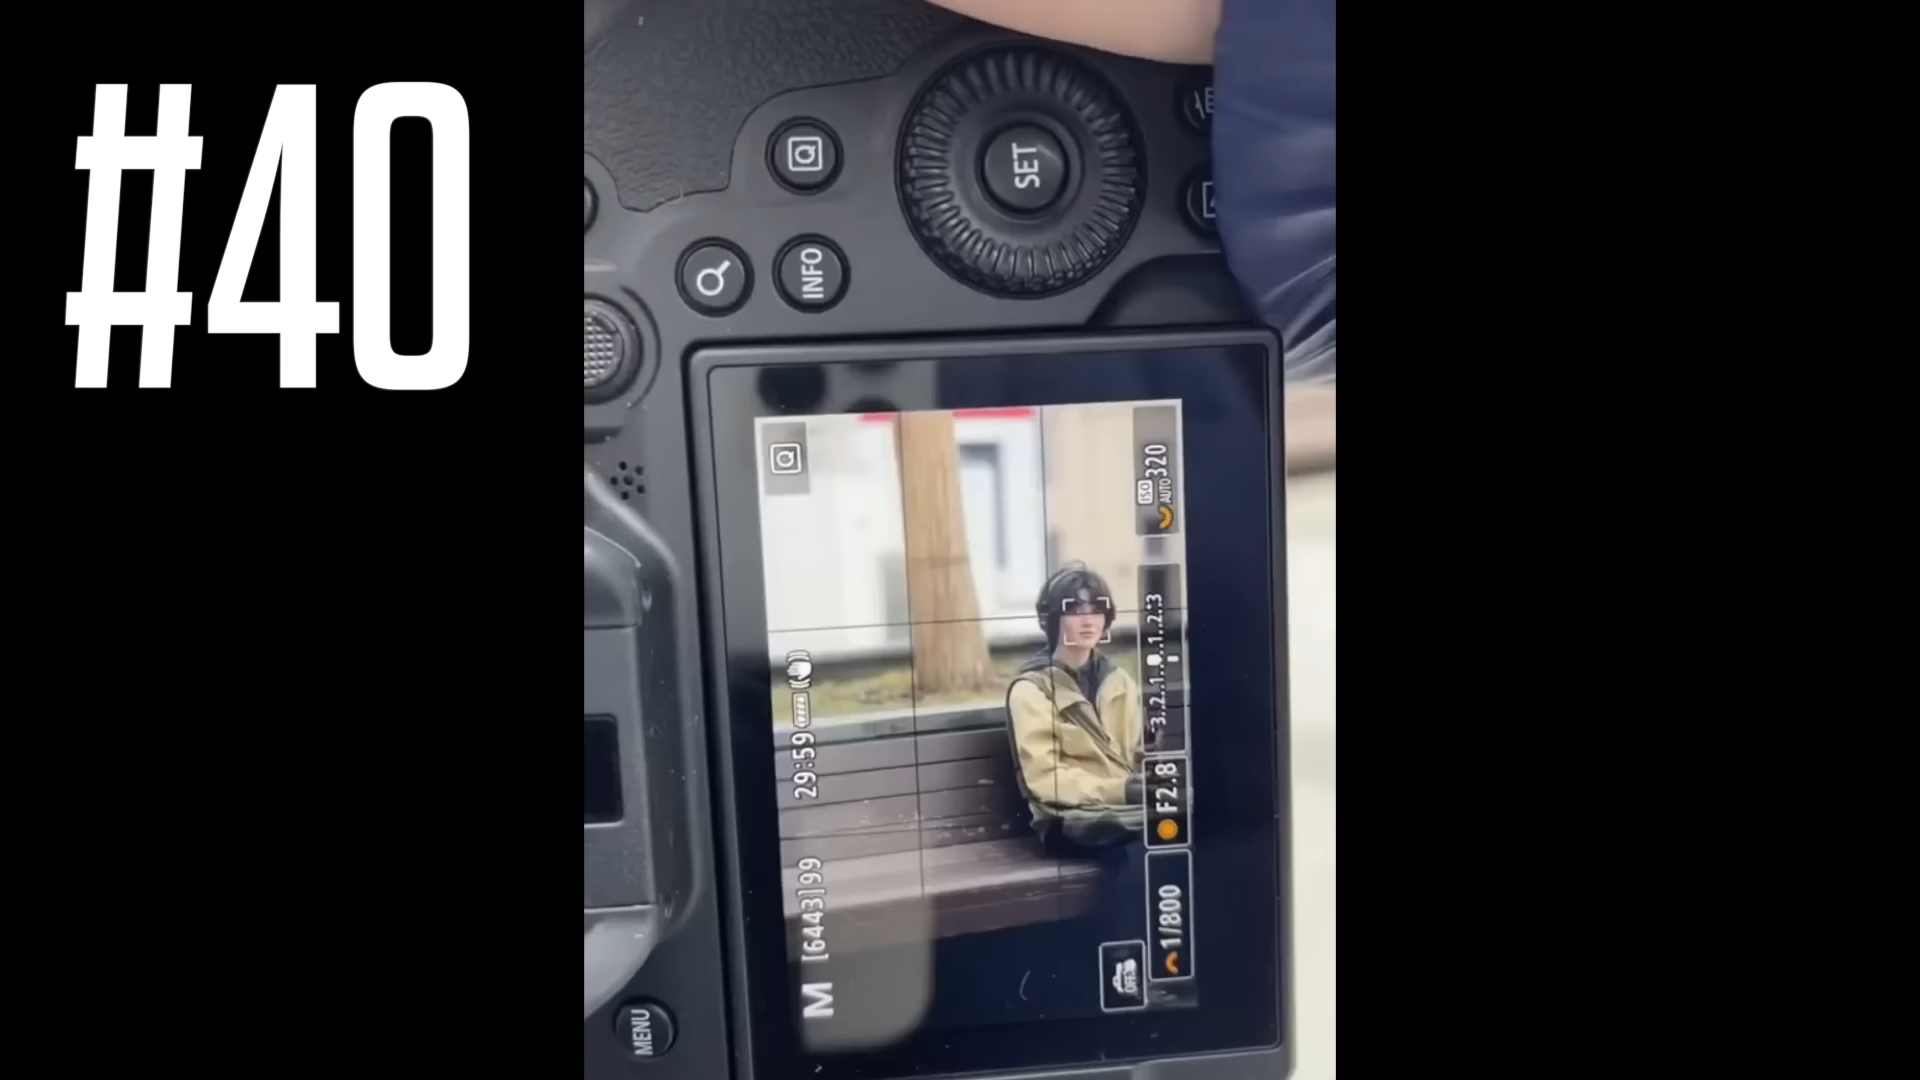 #40
SET
INFO
MENU
M [6443]99 29:59
Q
1/800 F2.8 -3..2..1..0..1..2..3 ISO AUTO 320
OFF